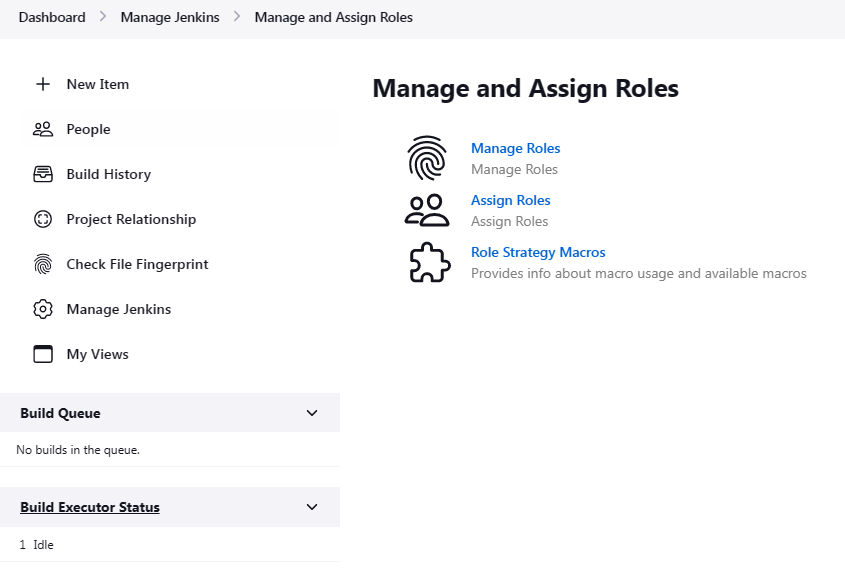 Dashboard > Manage Jenkins > Manage and Assign Roles
New Item
People
Build History
Project Relationship
Check File Fingerprint
Manage Jenkins
My Views
Build Queue
No builds in the queue.
Build Executor Status
1 Idle
Manage and Assign Roles
Manage Roles
Manage Roles
Assign Roles
Assign Roles
Role Strategy Macros
Provides info about macro usage and available macros